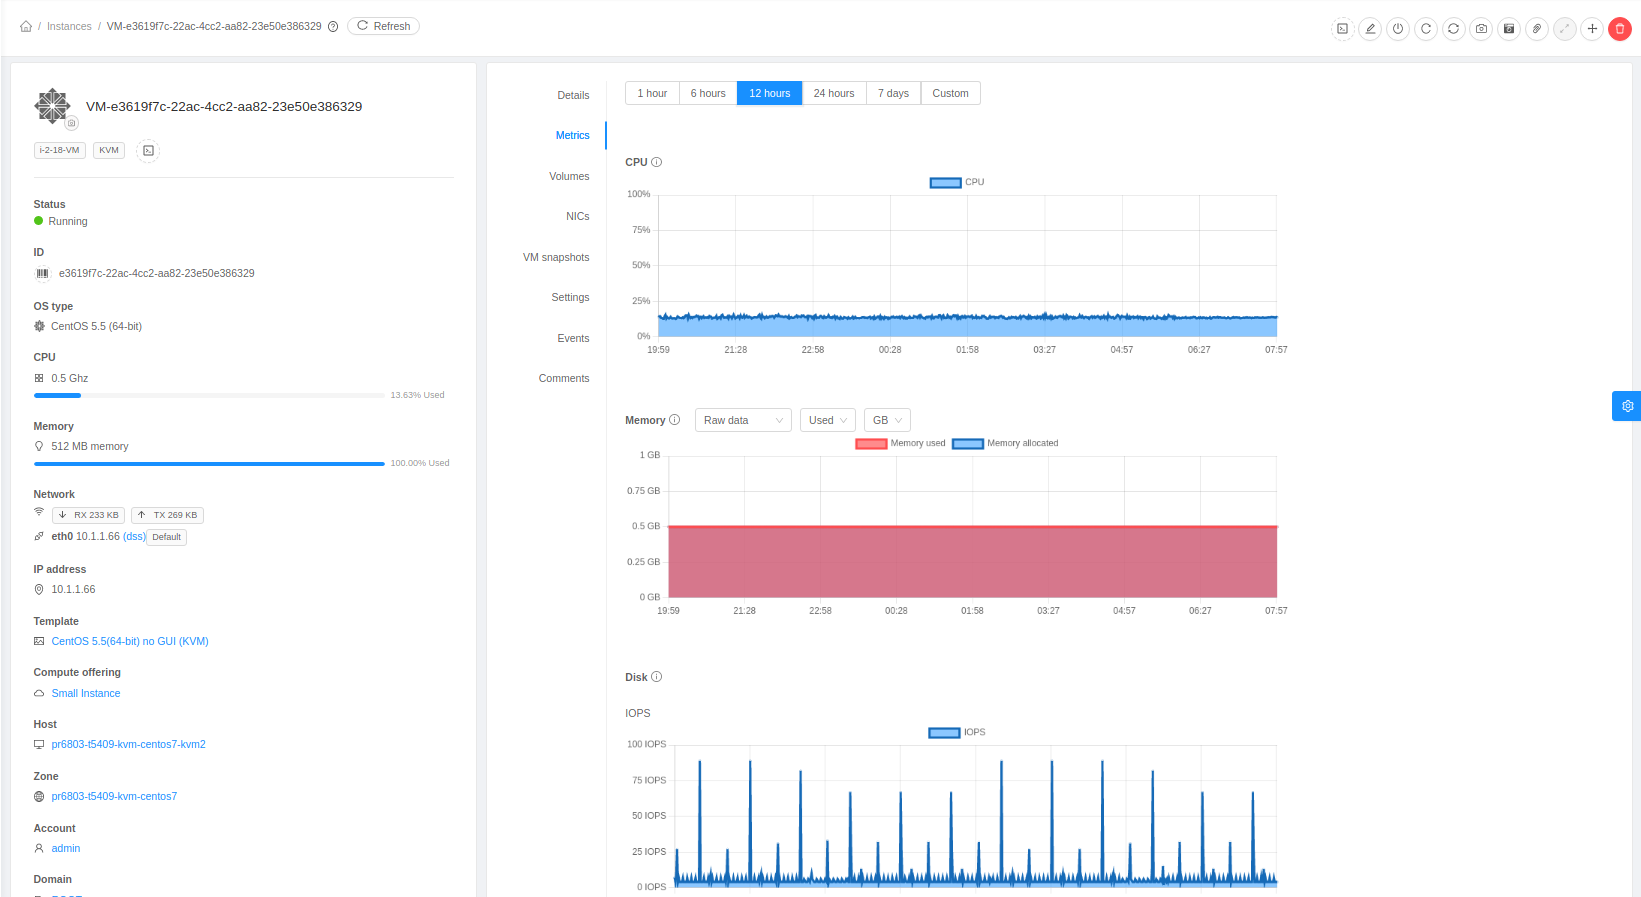 / Instances / VM-e3619f7c-22ac-4cc2-aa82-23e50e386329 Refresh
VM-e3619f7c-22ac-4cc2-aa82-23e50e386329
i-2-18-VM KVM
Status
Running
ID
e3619f7c-22ac-4cc2-aa82-23e50e386329
OS type
CentOS 5.5 (64-bit)
CPU
0.5 Ghz
13.63% Used
Memory
512 MB memory
100.00% Used
Network
RX 233 KB TX 269 KB
eth0 10.1.1.66 (dss) Default
IP address
10.1.1.66
Template
CentOS 5.5(64-bit) no GUI (KVM)
Compute offering
Small Instance
Host
pr6803-t5409-kvm-centos7-kvm2
Zone
pr6803-t5409-kvm-centos7
Account
admin
Domain
Details
Metrics
Volumes
NICs
VM snapshots
Settings
Events
Comments
1 hour 6 hours 12 hours 24 hours 7 days Custom
CPU
CPU
100%
75%
50%
25%
0%
19:59 21:28 22:58 00:28 01:58 03:27 04:57 06:27 07:57
Memory Raw data Used GB
Memory used Memory allocated
1 GB
0.75 GB
0.5 GB
0.25 GB
0 GB
19:59 21:28 22:58 00:28 01:58 03:27 04:57 06:27 07:57
Disk
IOPS
IOPS
100 IOPS
75 IOPS
50 IOPS
25 IOPS
0 IOPS